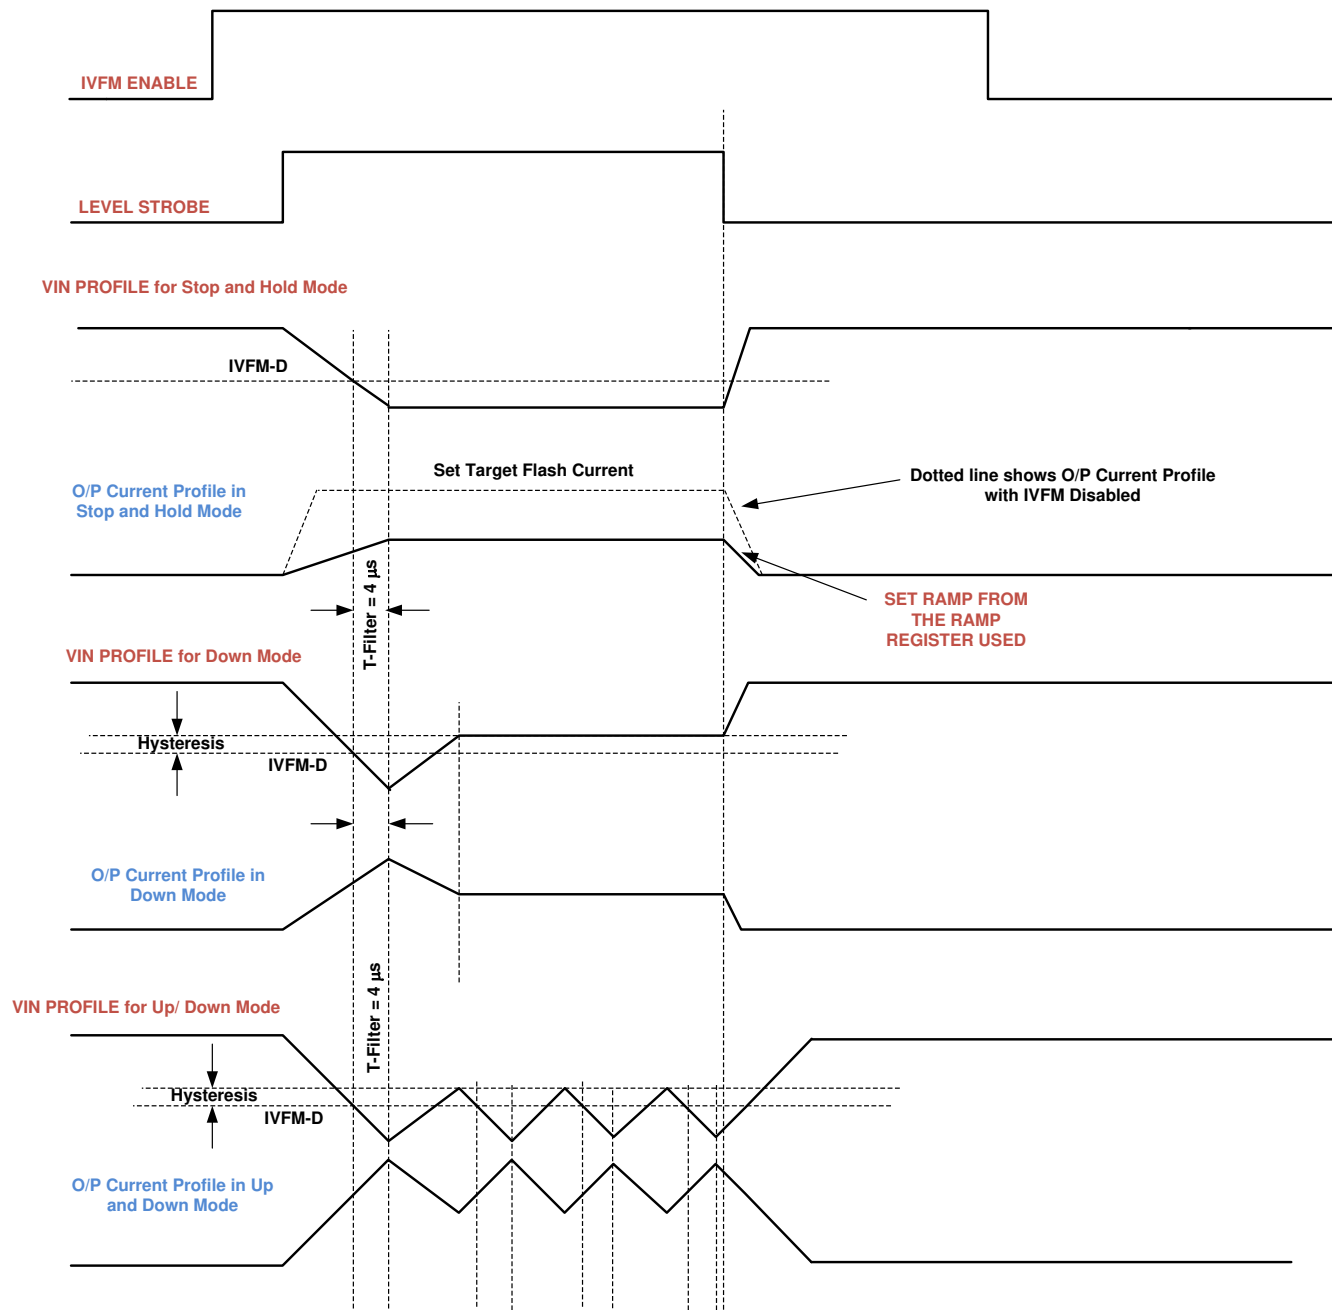 IVFM ENABLE
LEVEL STROBE
VIN PROFILE for Stop and Hold Mode
IVFM-D
Set Target Flash Current
O/P Current Profile in
Stop and Hold Mode
Dotted line shows O/P Current Profile
with IVFM Disabled
T-Filter = 4 µs
SET RAMP FROM
THE RAMP
REGISTER USED
VIN PROFILE for Down Mode
Hysteresis
IVFM-D
O/P Current Profile in
Down Mode
T-Filter = 4 µs
VIN PROFILE for Up/ Down Mode
Hysteresis
IVFM-D
O/P Current Profile in Up
and Down Mode